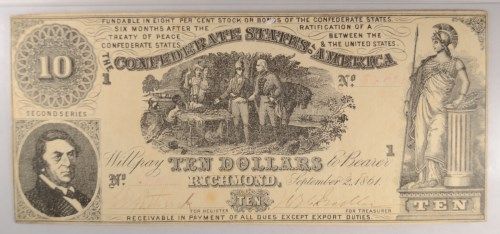 FUNDABLE IN EIGHT PER CENT STOCK OR BONDS OF THE CONFEDERATE STATES.
SIX MONTHS AFTER THE RATIFICATION OF A
TREATY OF PEACE BETWEEN THE
CONFEDERATE STATES & THE UNITED STATES.
THE CONFEDERATE STATES OF AMERICA
10
1
No
SECOND SERIES
1
Will pay TEN DOLLARS to Bearer
No
RICHMOND, September 2, 1861.
TEN
FOR REGISTER FOR TREASURER
TEN
RECEIVABLE IN PAYMENT OF ALL DUES EXCEPT EXPORT DUTIES.